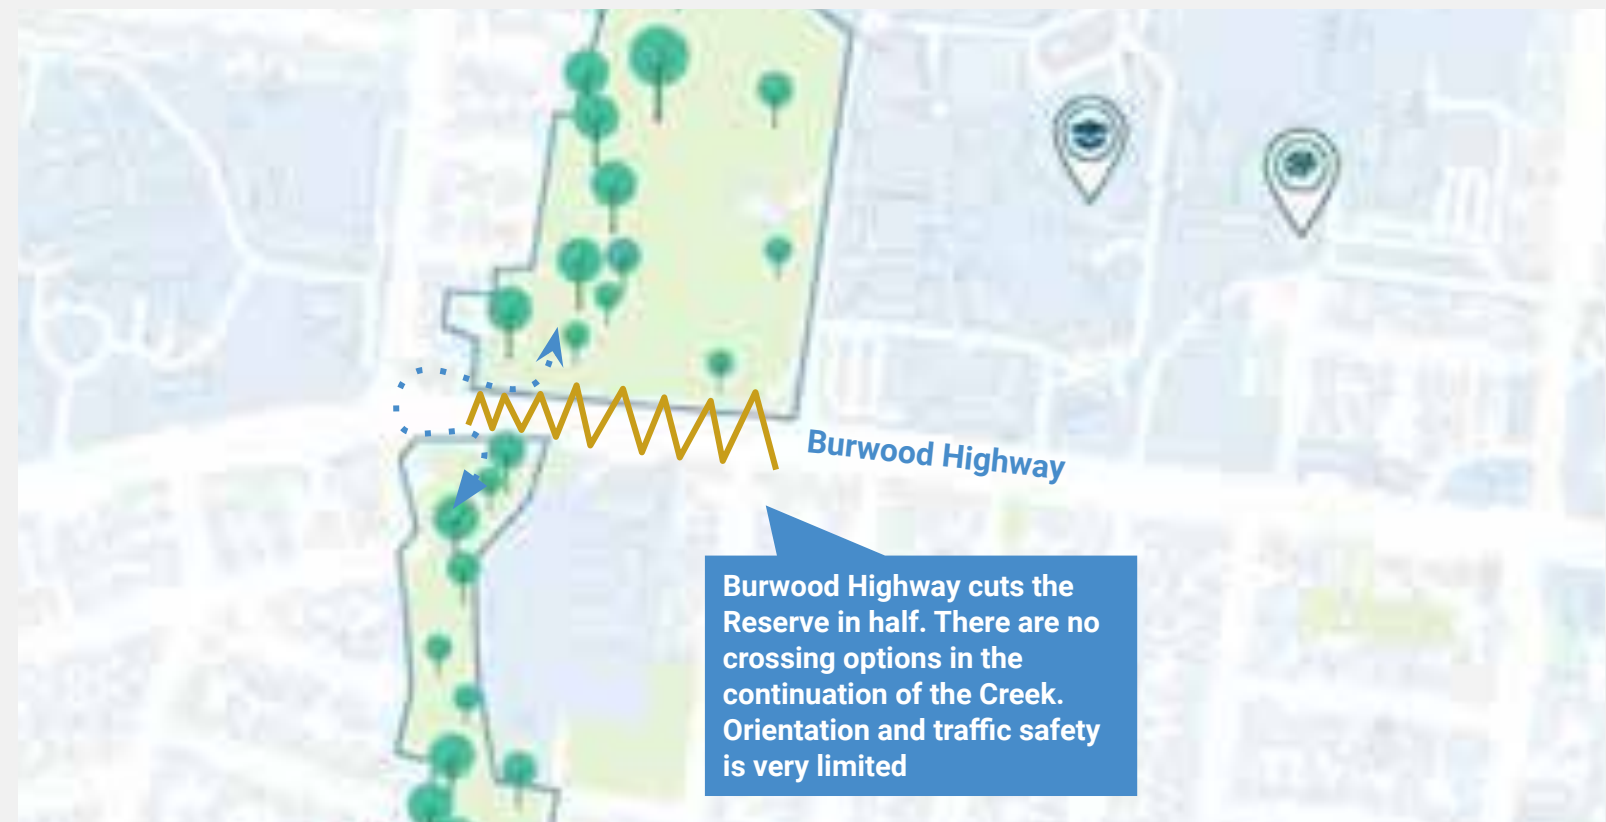 Burwood Highway
Burwood Highway cuts the
Reserve in half. There are no
crossing options in the
continuation of the Creek.
Orientation and traffic safety
is very limited